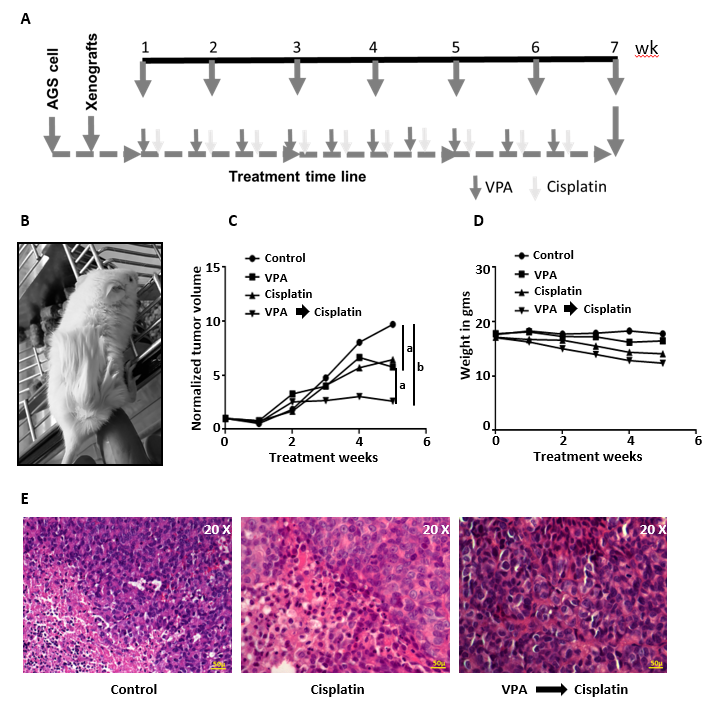 A
AGS cell
Xenografts
1 2 3 4 5 6 7 wk
Treatment time line
VPA Cisplatin
B
C
Control
VPA
Cisplatin
VPA Cisplatin
Normalized tumor volume
15
10
5
0
0 2 4 6
Treatment weeks
a
a
b
D
Control
VPA
Cisplatin
VPA Cisplatin
Weight in gms
30
20
10
0
0 2 4 6
Treatment weeks
E
20 X
50µ
Control
20 X
50µ
Cisplatin
20 X
50µ
VPA Cisplatin